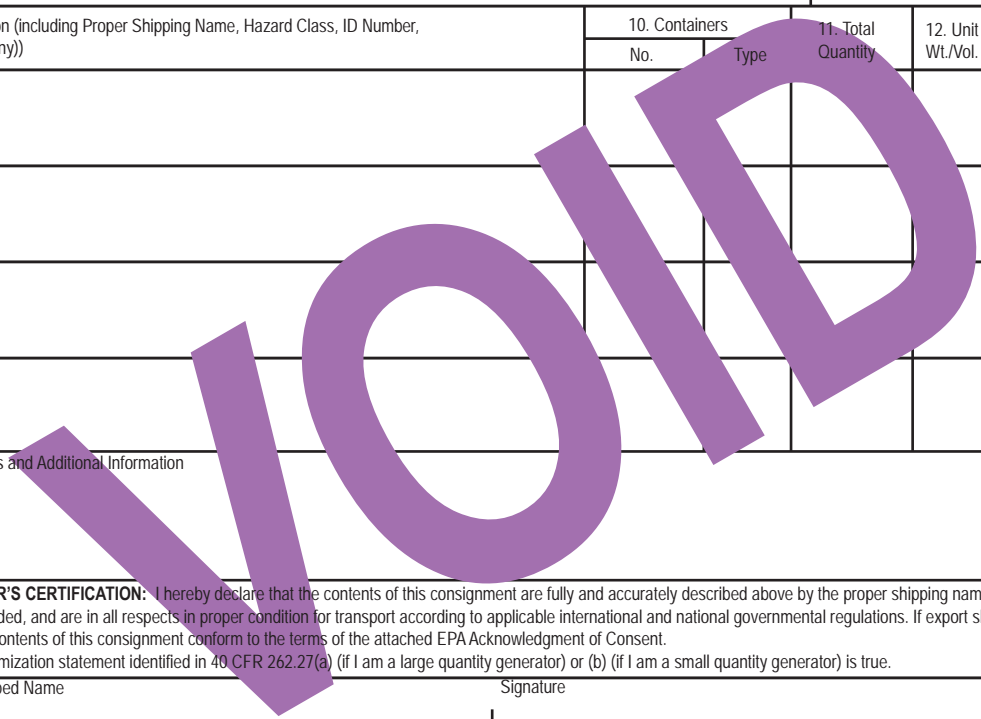 on (including Proper Shipping Name, Hazard Class, ID Number,
ny))
10. Containers
No.
Type
11. Total
Quantity
12. Unit
Wt./Vol.
VOID
s and Additional Information
R'S CERTIFICATION: I hereby declare that the contents of this consignment are fully and accurately described above by the proper shipping nam
ded, and are in all respects in proper condition for transport according to applicable international and national governmental regulations. If export s
ontents of this consignment conform to the terms of the attached EPA Acknowledgment of Consent.
mization statement identified in 40 CFR 262.27(a) (if I am a large quantity generator) or (b) (if I am a small quantity generator) is true.
ped Name
Signature